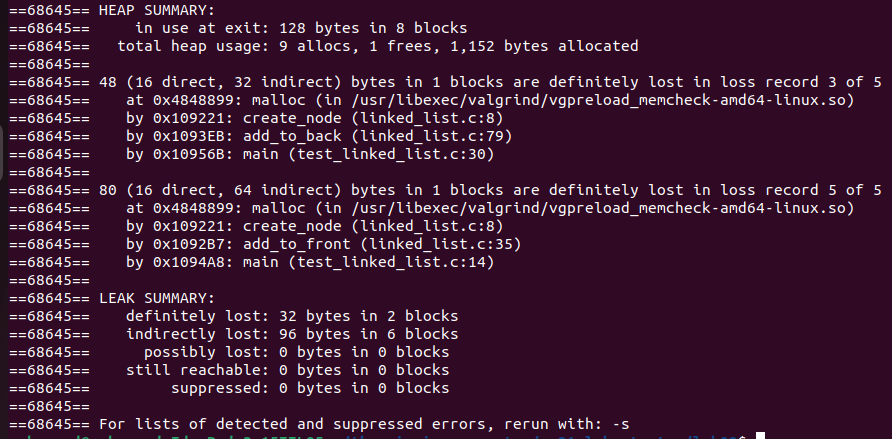 ==68645== HEAP SUMMARY:
==68645==     in use at exit: 128 bytes in 8 blocks
==68645==   total heap usage: 9 allocs, 1 frees, 1,152 bytes allocated
==68645==
==68645== 48 (16 direct, 32 indirect) bytes in 1 blocks are definitely lost in loss record 3 of 5
==68645==    at 0x4848899: malloc (in /usr/libexec/valgrind/vgpreload_memcheck-amd64-linux.so)
==68645==    by 0x109221: create_node (linked_list.c:8)
==68645==    by 0x1093EB: add_to_back (linked_list.c:79)
==68645==    by 0x10956B: main (test_linked_list.c:30)
==68645==
==68645== 80 (16 direct, 64 indirect) bytes in 1 blocks are definitely lost in loss record 5 of 5
==68645==    at 0x4848899: malloc (in /usr/libexec/valgrind/vgpreload_memcheck-amd64-linux.so)
==68645==    by 0x109221: create_node (linked_list.c:8)
==68645==    by 0x1092B7: add_to_front (linked_list.c:35)
==68645==    by 0x1094A8: main (test_linked_list.c:14)
==68645==
==68645== LEAK SUMMARY:
==68645==    definitely lost: 32 bytes in 2 blocks
==68645==    indirectly lost: 96 bytes in 6 blocks
==68645==      possibly lost: 0 bytes in 0 blocks
==68645==    still reachable: 0 bytes in 0 blocks
==68645==         suppressed: 0 bytes in 0 blocks
==68645==
==68645== For lists of detected and suppressed errors, rerun with: -s